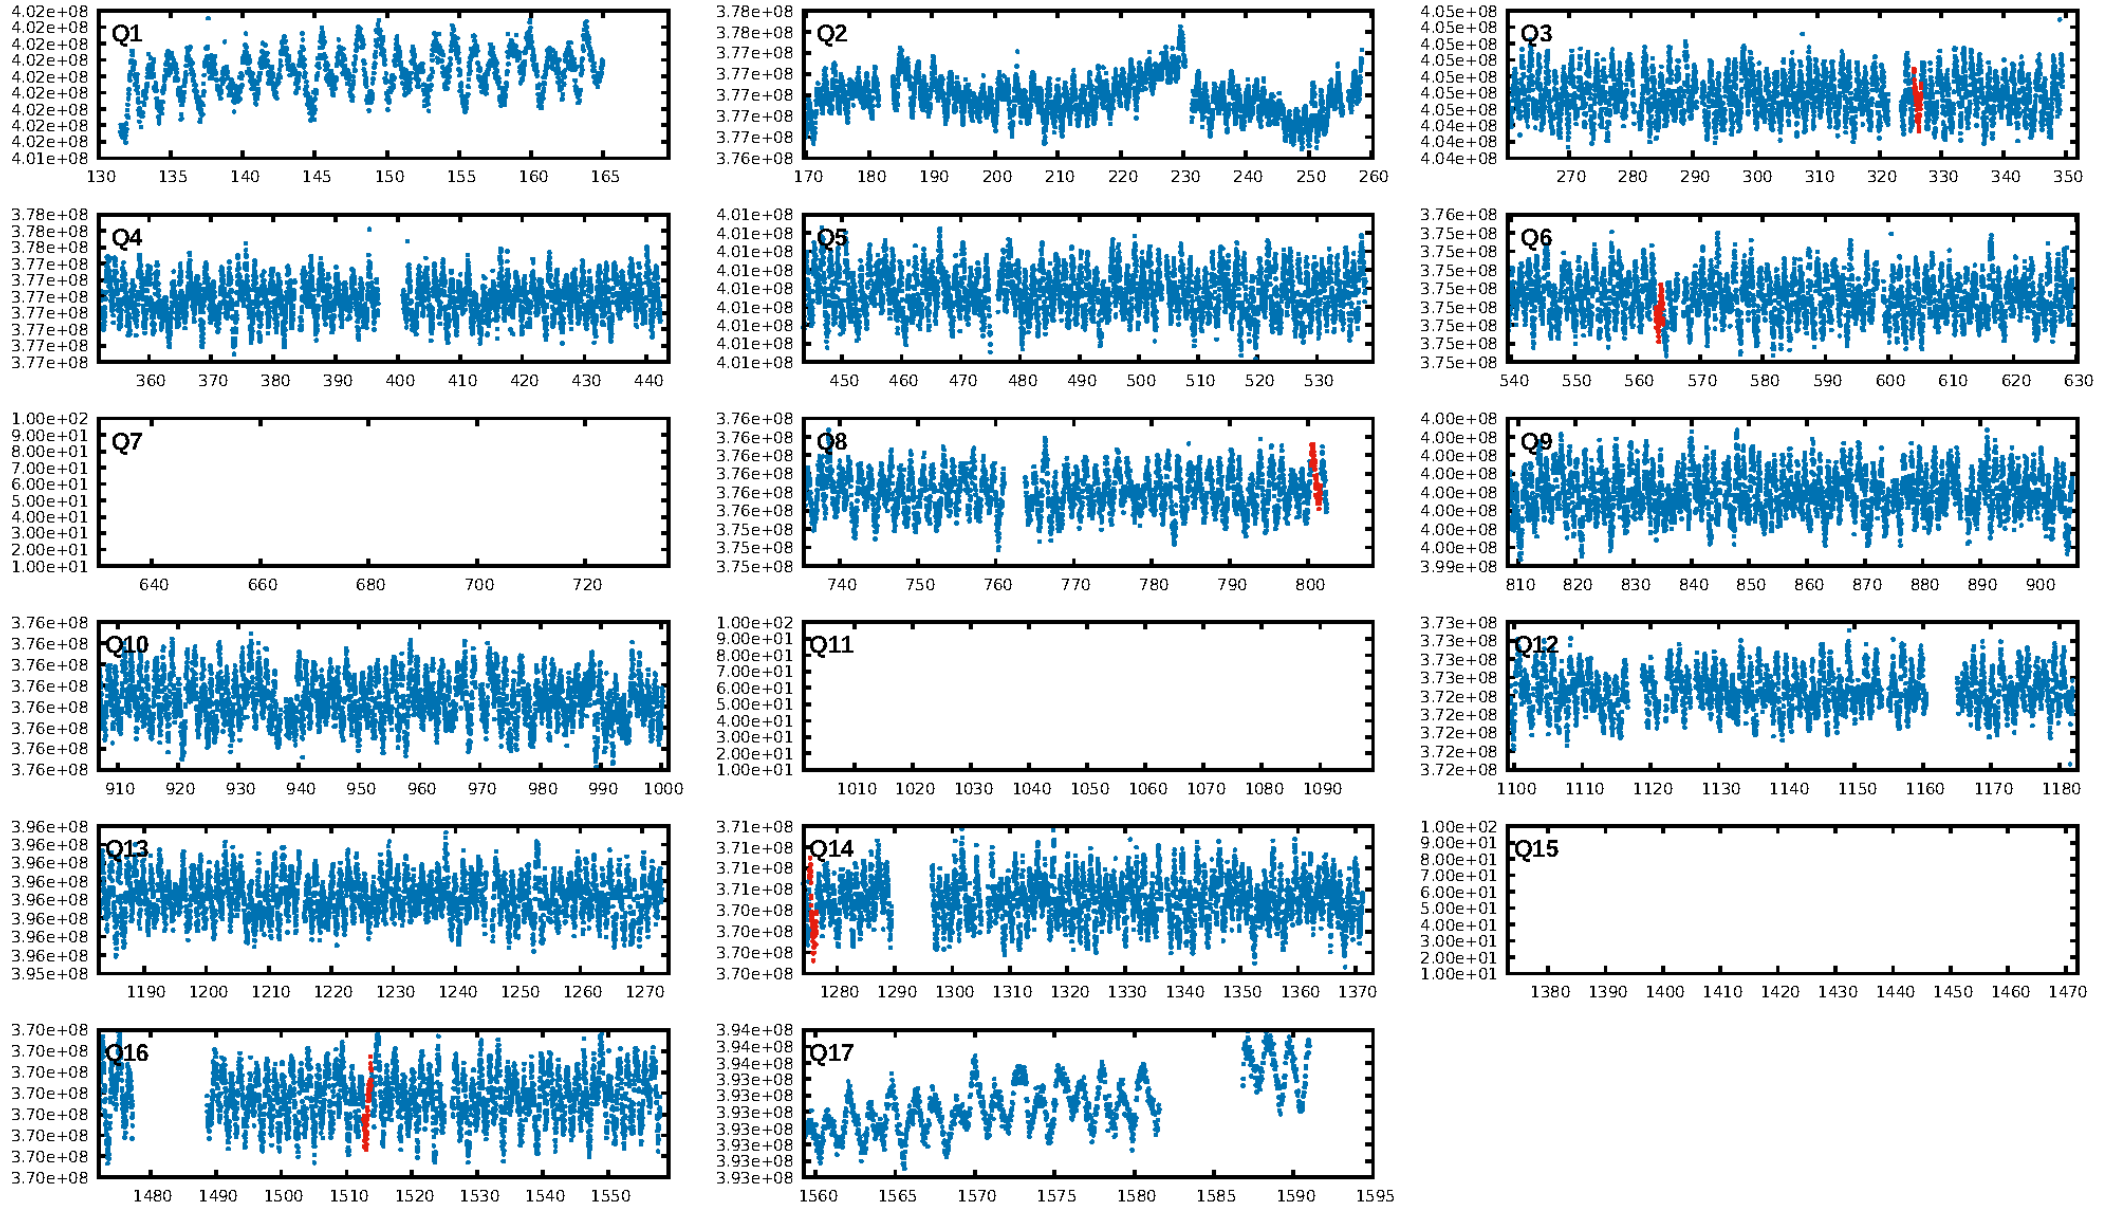 Q1
4.02e+08
4.02e+08
4.02e+08
4.02e+08
4.02e+08
4.02e+08
4.02e+08
4.02e+08
4.02e+08
4.01e+08
130 135 140 145 150 155 160 165
Q2
3.78e+08
3.78e+08
3.77e+08
3.77e+08
3.77e+08
3.77e+08
3.77e+08
3.76e+08
170 180 190 200 210 220 230 240 250 260
Q3
4.05e+08
4.05e+08
4.05e+08
4.05e+08
4.05e+08
4.05e+08
4.05e+08
4.04e+08
4.04e+08
4.04e+08
270 280 290 300 310 320 330 340 350
Q4
3.78e+08
3.78e+08
3.78e+08
3.77e+08
3.77e+08
3.77e+08
3.77e+08
3.77e+08
3.77e+08
3.77e+08
360 370 380 390 400 410 420 430 440
Q5
4.01e+08
4.01e+08
4.01e+08
4.01e+08
4.01e+08
4.01e+08
4.01e+08
4.01e+08
4.01e+08
450 460 470 480 490 500 510 520 530
Q6
3.76e+08
3.75e+08
3.75e+08
3.75e+08
3.75e+08
3.75e+08
3.75e+08
3.75e+08
3.75e+08
540 550 560 570 580 590 600 610 620 630
Q7
1.00e+02
9.00e+01
8.00e+01
7.00e+01
6.00e+01
5.00e+01
4.00e+01
3.00e+01
2.00e+01
1.00e+01
640 660 680 700 720
Q8
3.76e+08
3.76e+08
3.76e+08
3.76e+08
3.76e+08
3.76e+08
3.75e+08
3.75e+08
3.75e+08
740 750 760 770 780 790 800
Q9
4.00e+08
4.00e+08
4.00e+08
4.00e+08
4.00e+08
4.00e+08
4.00e+08
4.00e+08
3.99e+08
810 820 830 840 850 860 870 880 890 900
Q10
3.76e+08
3.76e+08
3.76e+08
3.76e+08
3.76e+08
3.76e+08
3.76e+08
3.76e+08
910 920 930 940 950 960 970 980 990 1000
Q11
1.00e+02
9.00e+01
8.00e+01
7.00e+01
6.00e+01
5.00e+01
4.00e+01
3.00e+01
2.00e+01
1.00e+01
1010 1020 1030 1040 1050 1060 1070 1080 1090
Q12
3.73e+08
3.73e+08
3.73e+08
3.73e+08
3.72e+08
3.72e+08
3.72e+08
3.72e+08
3.72e+08
1100 1110 1120 1130 1140 1150 1160 1170 1180
Q13
3.96e+08
3.96e+08
3.96e+08
3.96e+08
3.96e+08
3.96e+08
3.96e+08
3.96e+08
3.95e+08
1190 1200 1210 1220 1230 1240 1250 1260 1270
Q14
3.71e+08
3.71e+08
3.71e+08
3.71e+08
3.70e+08
3.70e+08
3.70e+08
3.70e+08
1280 1290 1300 1310 1320 1330 1340 1350 1360 1370
Q15
1.00e+02
9.00e+01
8.00e+01
7.00e+01
6.00e+01
5.00e+01
4.00e+01
3.00e+01
2.00e+01
1.00e+01
1380 1390 1400 1410 1420 1430 1440 1450 1460 1470
Q16
3.70e+08
3.70e+08
3.70e+08
3.70e+08
3.70e+08
3.70e+08
3.70e+08
3.70e+08
1480 1490 1500 1510 1520 1530 1540 1550
Q17
3.94e+08
3.94e+08
3.94e+08
3.93e+08
3.93e+08
3.93e+08
3.93e+08
3.93e+08
3.93e+08
3.93e+08
1560 1565 1570 1575 1580 1585 1590 1595